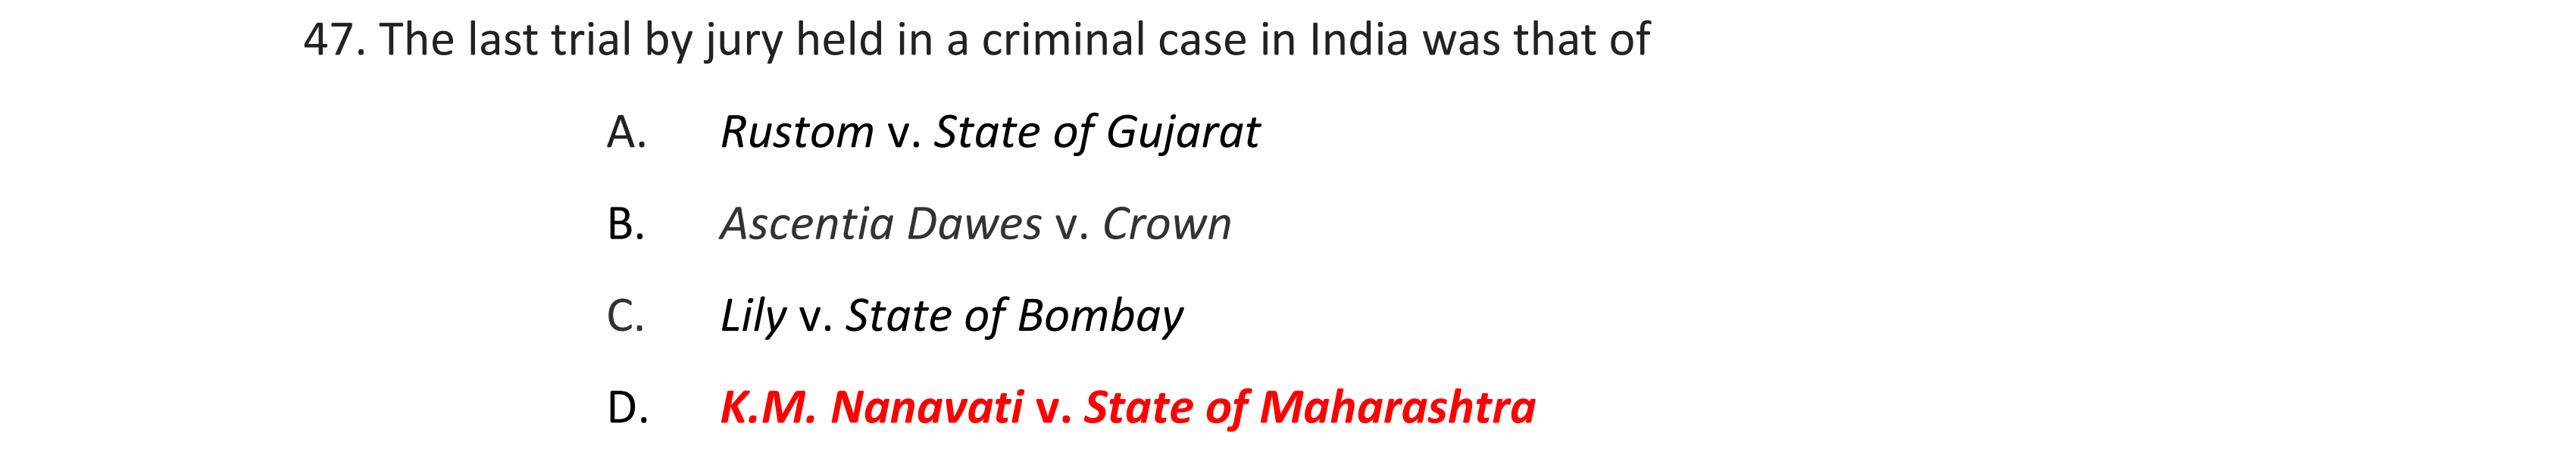 47. The last trial by jury held in a criminal case in India was that of
A. Rustom v. State of Gujarat
B. Ascentia Dawes v. Crown
C. Lily v. State of Bombay
D. K.M. Nanavati v. State of Maharashtra